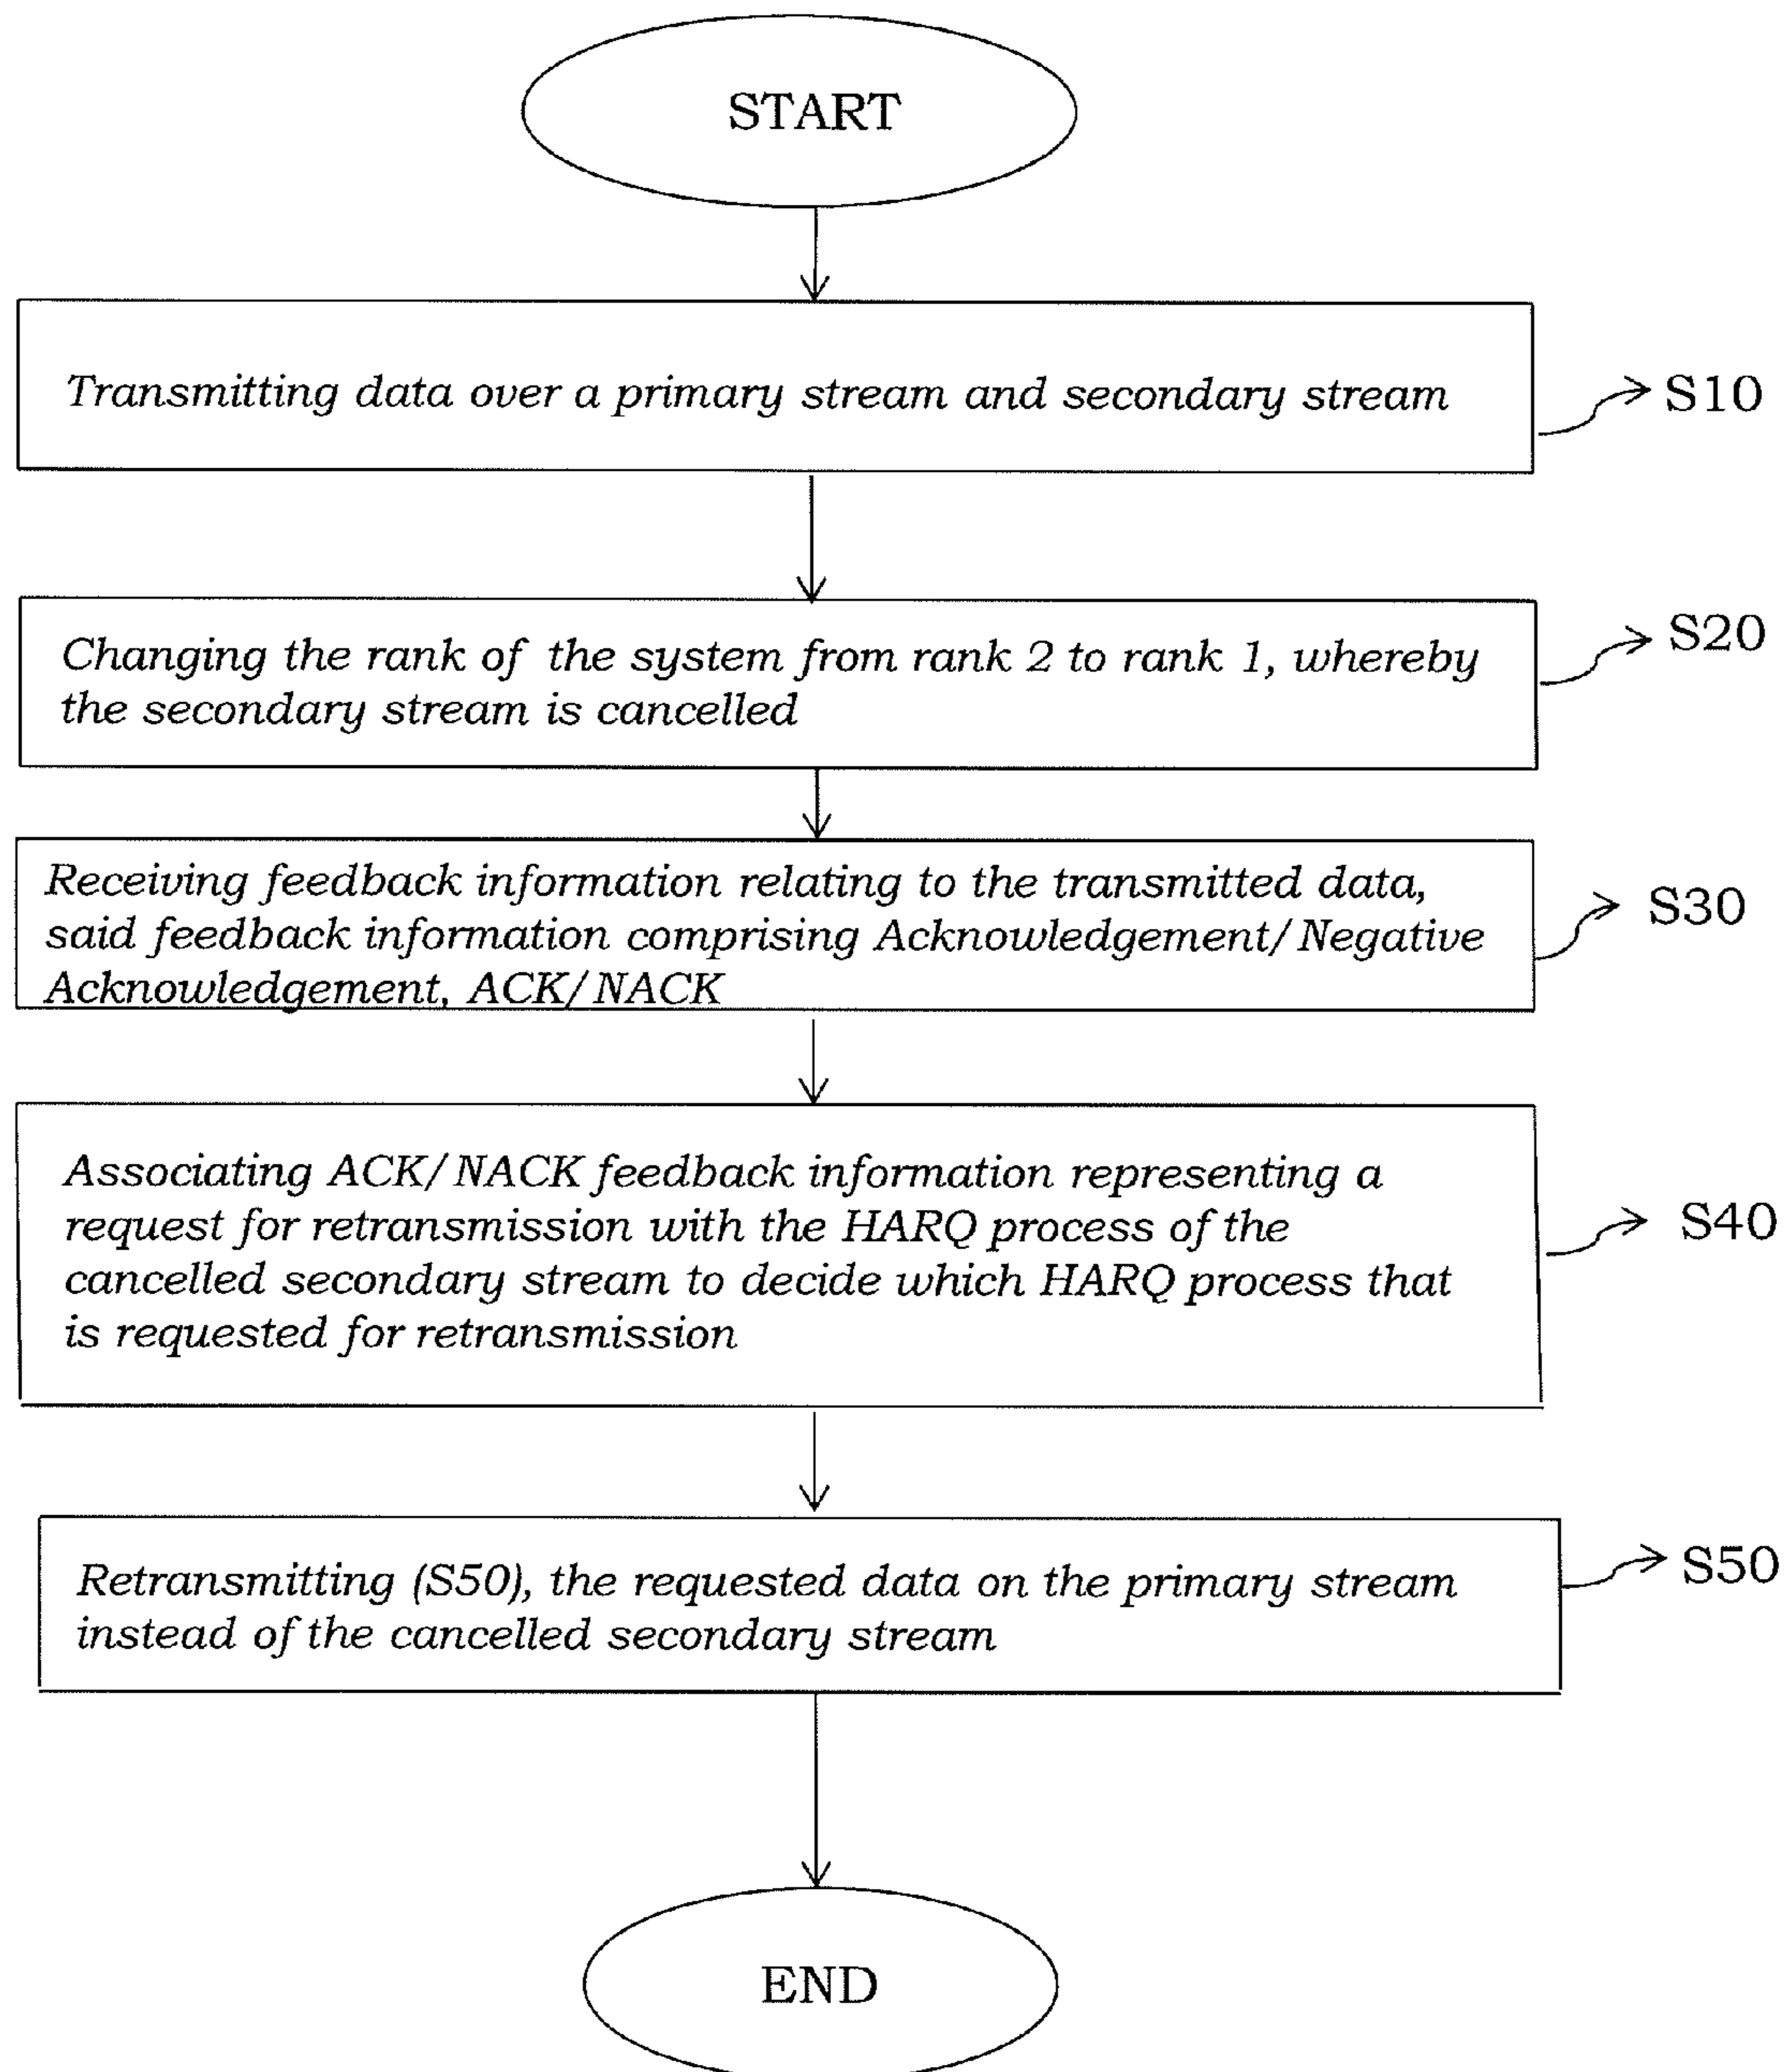 START
Transmitting data over a primary stream and secondary stream
S10
Changing the rank of the system from rank 2 to rank 1, whereby
the secondary stream is cancelled
S20
Receiving feedback information relating to the transmitted data,
said feedback information comprising Acknowledgement/Negative
Acknowledgement, ACK/NACK
S30
Associating ACK/NACK feedback information representing a
request for retransmission with the HARQ process of the
cancelled secondary stream to decide which HARQ process that
is requested for retransmission
S40
Retransmitting (S50), the requested data on the primary stream
instead of the cancelled secondary stream
S50
END